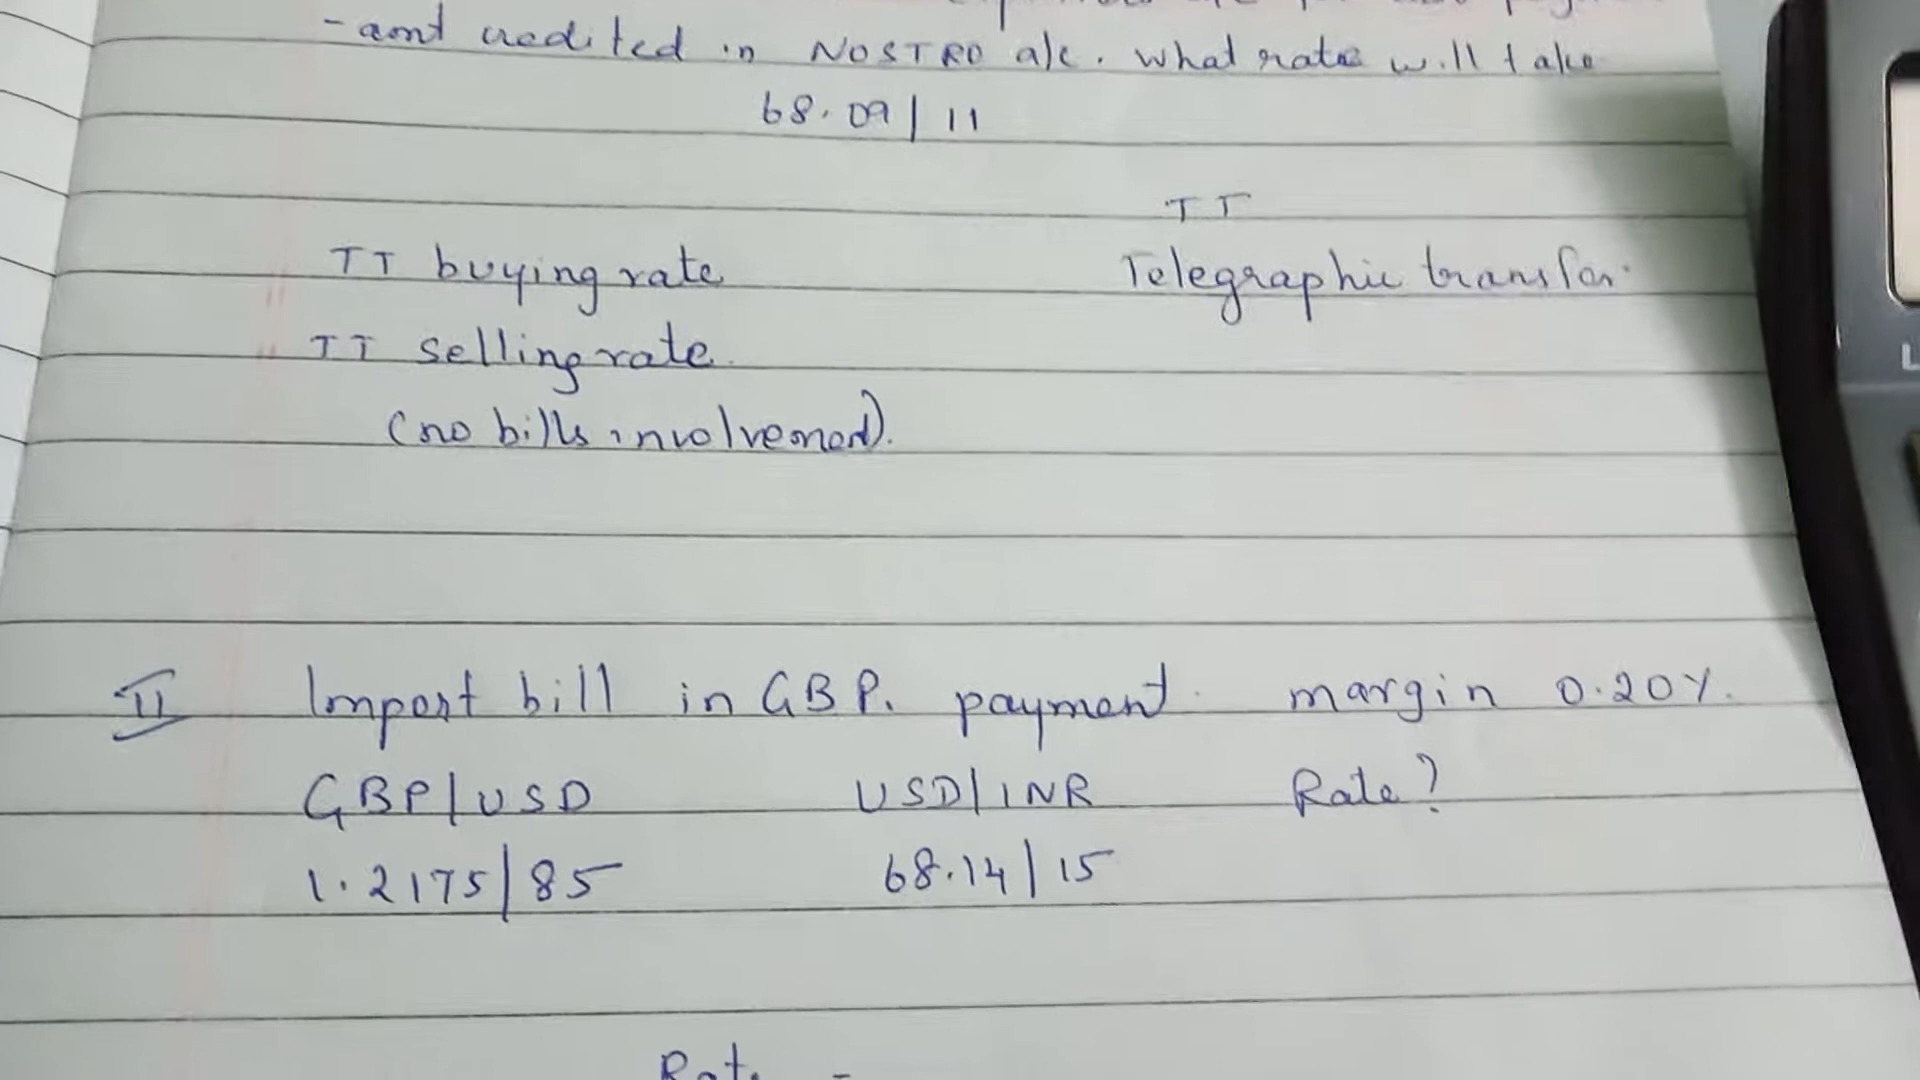 - amt credited in NOSTRO a/c. What rate will take
68.09 | 11
TT
TT buying rate Telegraphic transfer.
TT selling rate.
(no bills involvemen).
II Import bill in GBP. payment. margin 0.20%.
GBP/USD USD/INR Rate?
1.2175/85 68.14/15